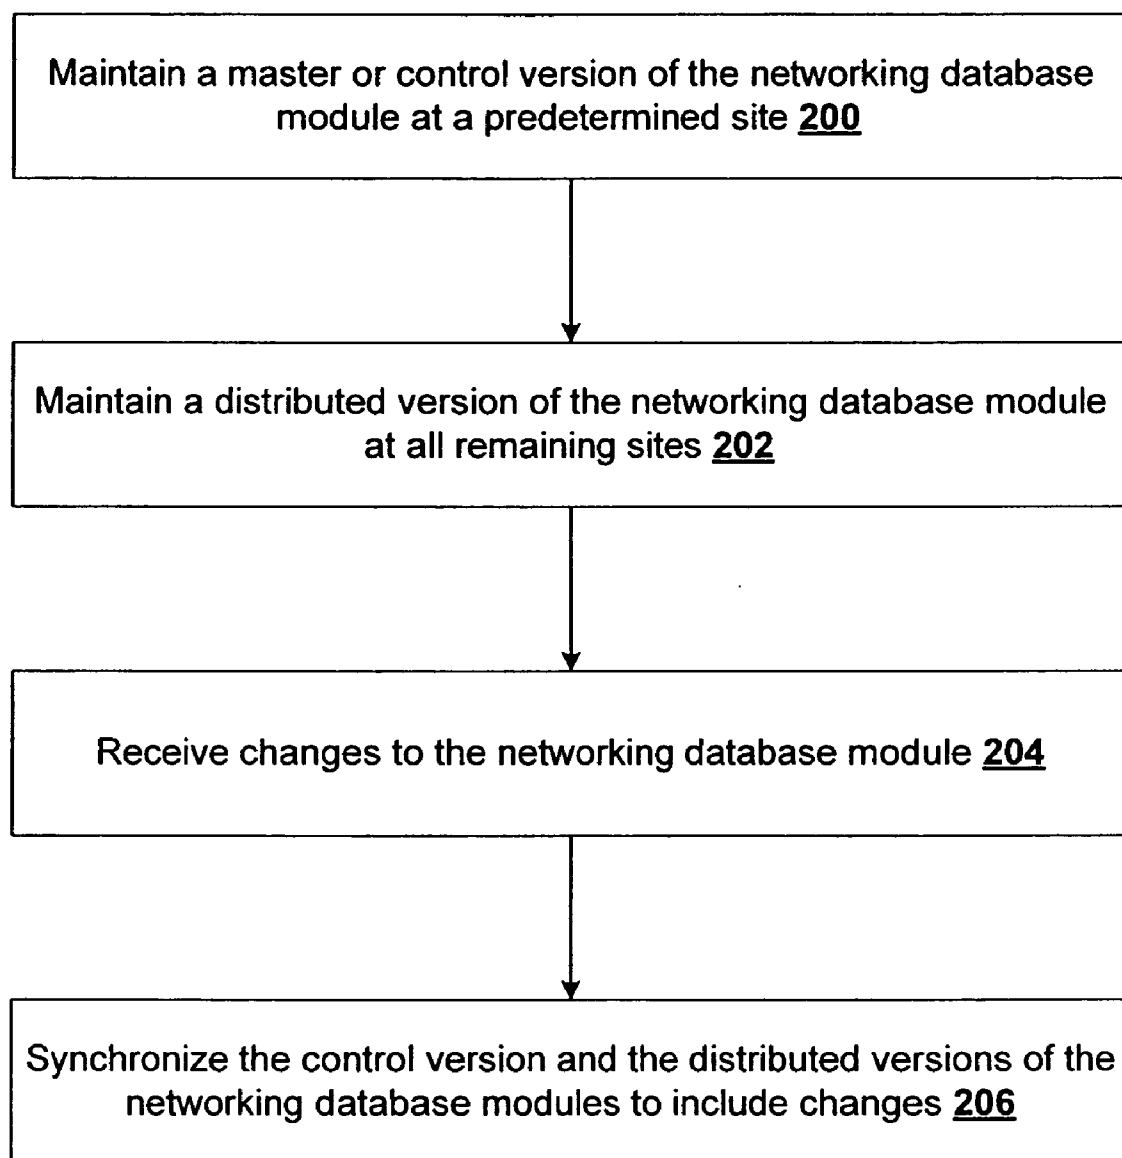 Maintain a master or control version of the networking database
module at a predetermined site 200
Maintain a distributed version of the networking database module
at all remaining sites 202
Receive changes to the networking database module 204
Synchronize the control version and the distributed versions of the
networking database modules to include changes 206